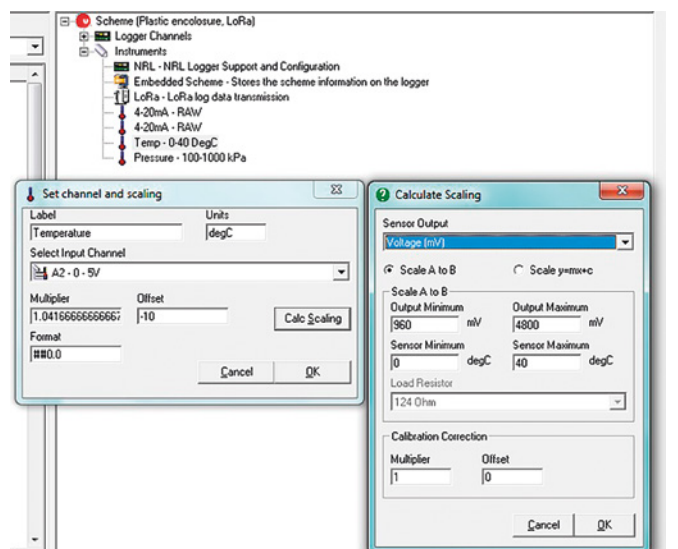 Scheme (Plastic encolosure, LoRa)
Logger Channels
Instruments
NRL - NRL Logger Support and Configuration
Embedded Scheme - Stores the scheme information on the logger
LoRa - LoRa log data transmission
4-20mA - RAW
4-20mA - RAW
Temp - 0-40 DegC
Pressure - 100-1000 kPa
Set channel and scaling
Label
Units
Temperature
degC
Select Input Channel
A2 - 0 - 5V
Multiplier
Offset
1.04166666666667
-10
Calc Scaling
Format
##0.0
Cancel
OK
Calculate Scaling
Sensor Output
Voltage (mV)
Scale A to B
Scale y=mx+c
Scale A to B
Output Minimum
Output Maximum
960 mV
4800 mV
Sensor Minimum
Sensor Maximum
0 degC
40 degC
Load Resistor
124 Ohm
Calibration Correction
Multiplier
Offset
1
0
Cancel
OK